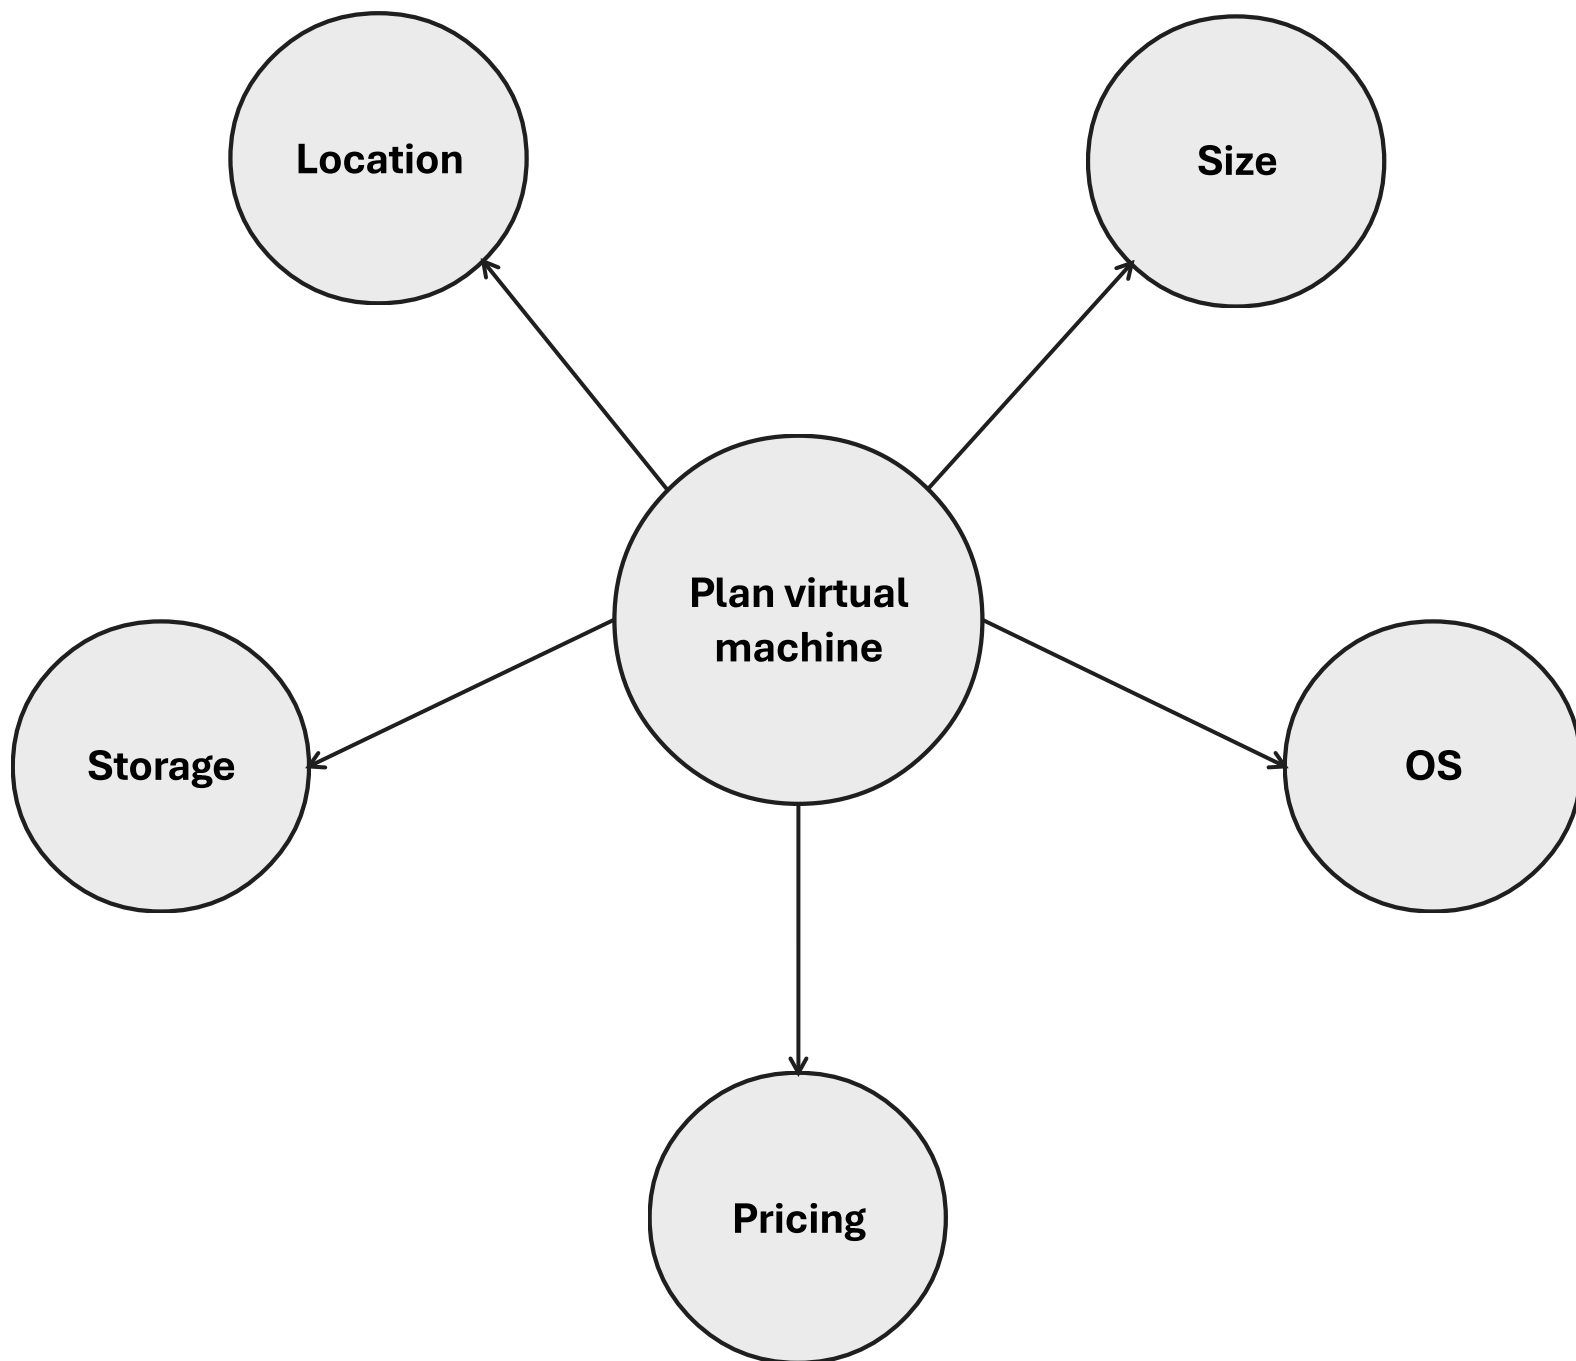 Location
Size
Plan virtual
machine
Storage
OS
Pricing